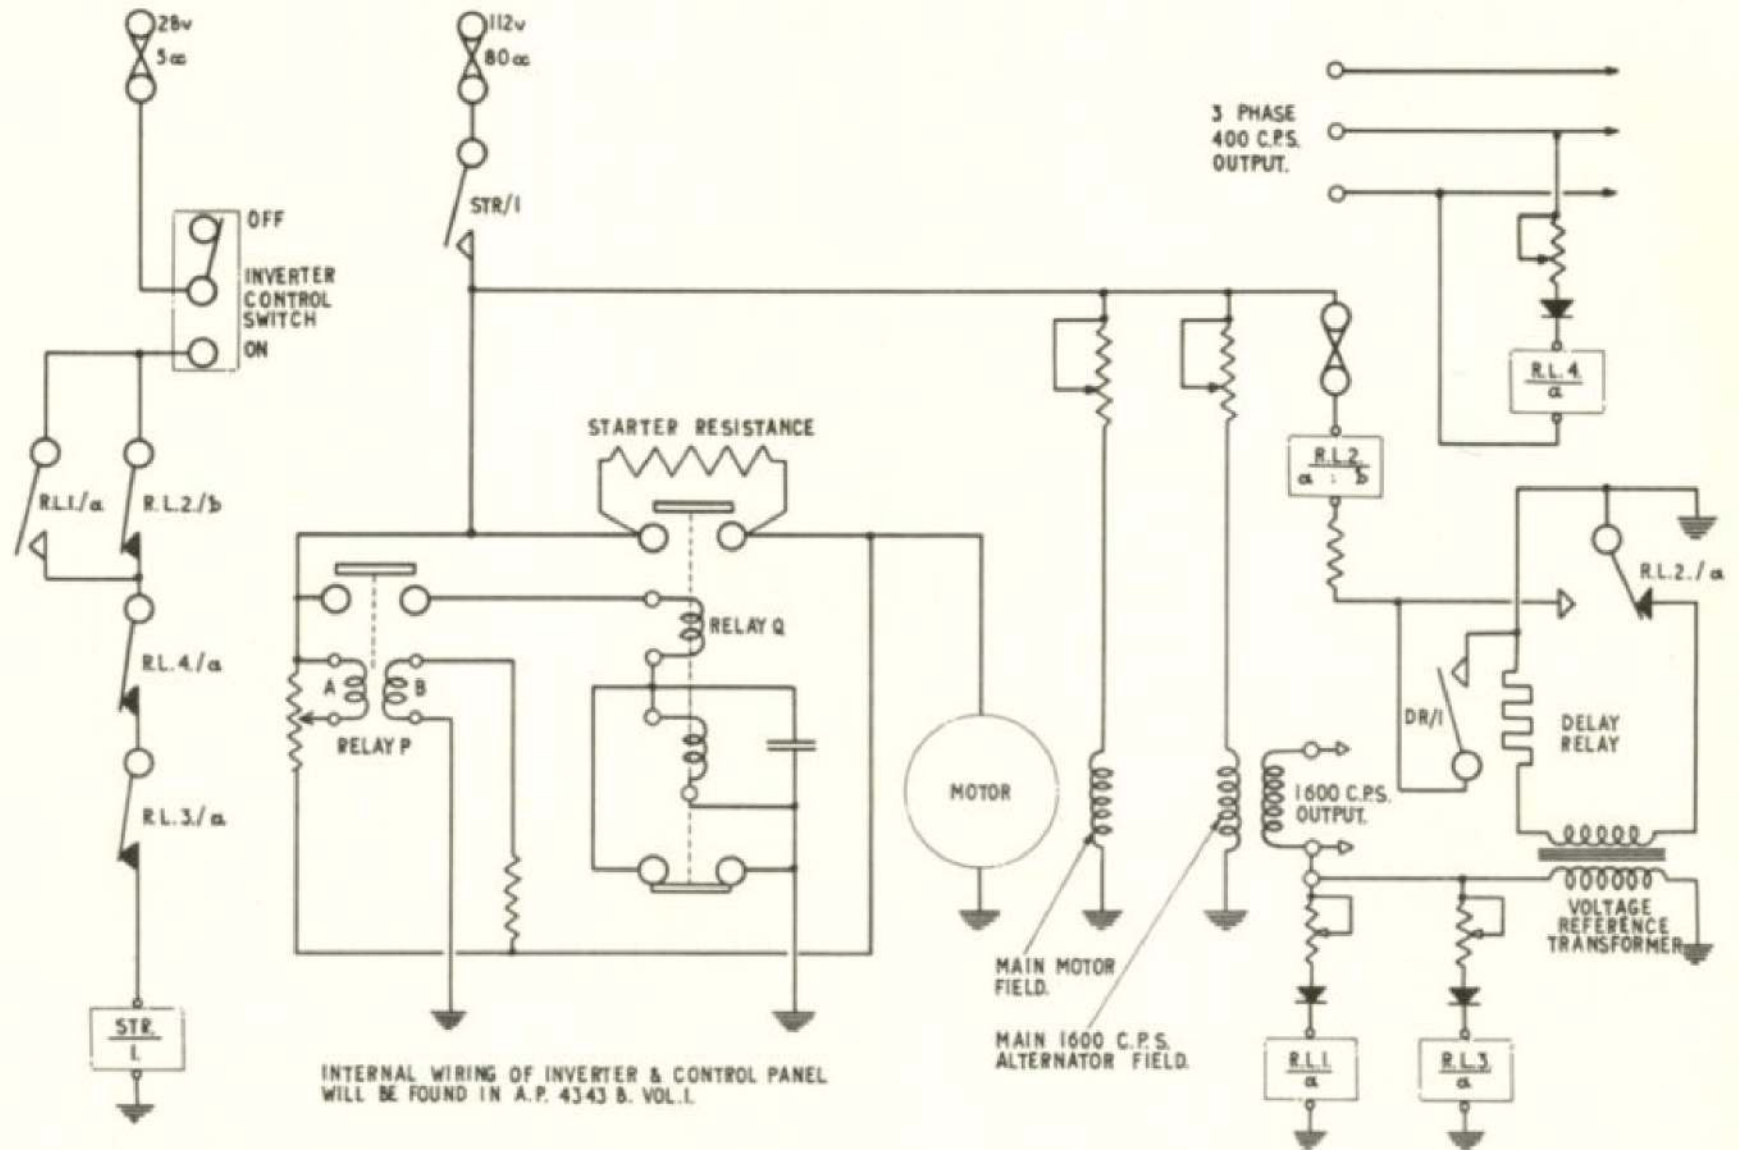 28v
5a
112v
80a
3 PHASE
400 C.P.S.
OUTPUT.
STR/1
OFF
INVERTER
CONTROL
SWITCH
ON
R.L.4.
a
STARTER RESISTANCE
R.L.2.
a : b
R.L.1./a
R.L.2./b
R.L.2./a
RELAY Q
R.L.4./a
A
B
RELAY P
DR/1
DELAY
RELAY
MOTOR
1600 C.P.S.
OUTPUT.
R.L.3./a
VOLTAGE
REFERENCE
TRANSFORMER
MAIN MOTOR
FIELD.
STR.
1.
MAIN 1600 C.P.S.
ALTERNATOR FIELD.
R.L.1.
a
R.L.3.
a
INTERNAL WIRING OF INVERTER & CONTROL PANEL
WILL BE FOUND IN A.P. 4343 B. VOL.1.